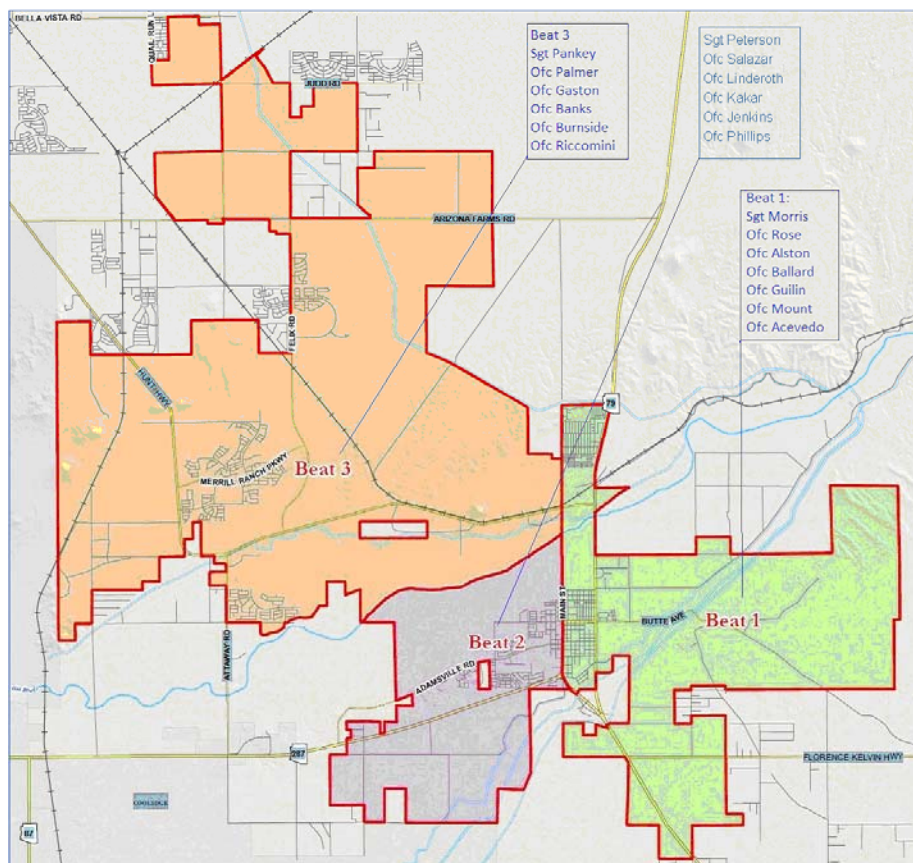 BELLA VISTA RD
QUAIL RUN L
JUDD RD
Beat 3
Sgt Pankey
Ofc Palmer
Ofc Gaston
Ofc Banks
Ofc Burnside
Ofc Riccomini
Sgt Peterson
Ofc Salazar
Ofc Linderoth
Ofc Kakar
Ofc Jenkins
Ofc Phillips
Beat 1:
Sgt Morris
Ofc Rose
Ofc Alston
Ofc Ballard
Ofc Guilin
Ofc Mount
Ofc Acevedo
ARIZONA FARMS RD
FELIX RD
HUNT HWY
79
Beat 3
MERRILL RANCH PKWY
MAIN ST
BUTTE AVE
Beat 1
Beat 2
ATTAWAY RD
ADAMSVILLE RD
287
FLORENCE KELVIN HWY
COOLIDGE
87